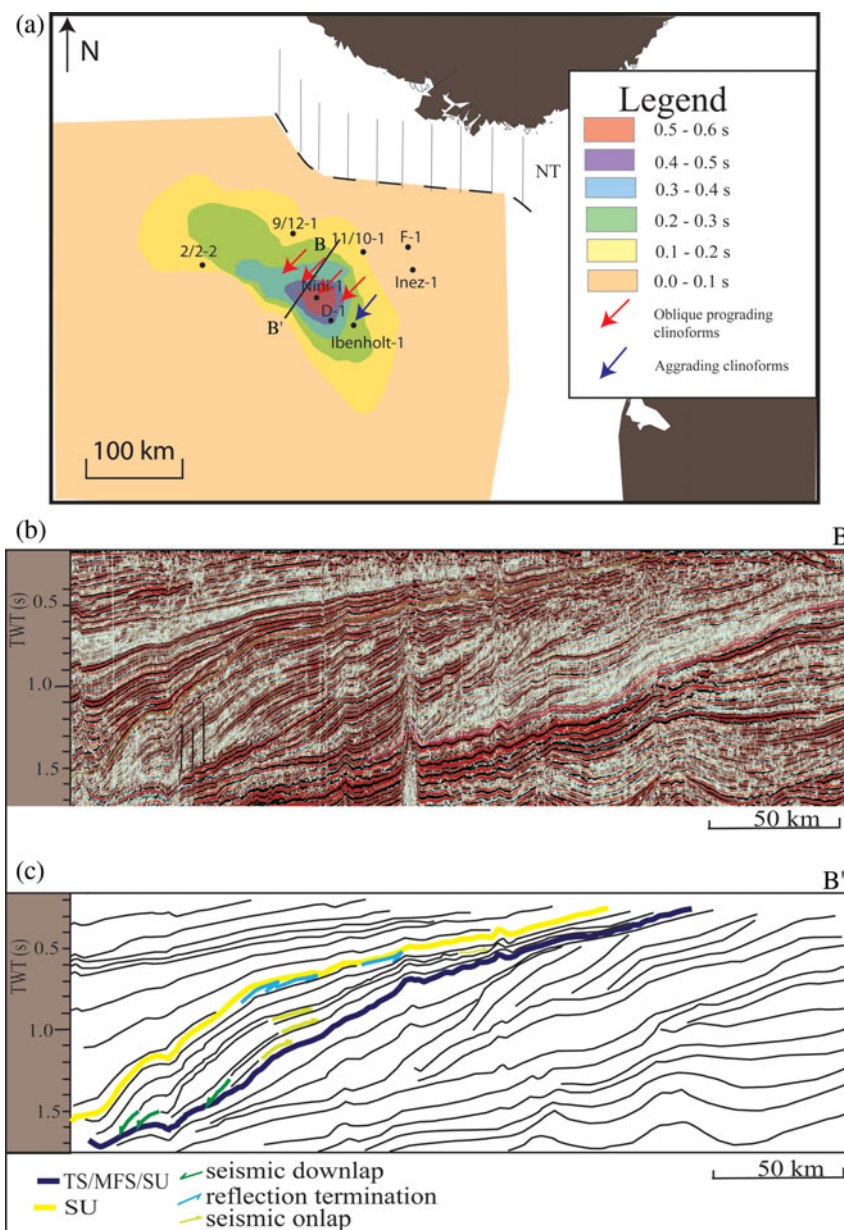 (a)
N
NT
Legend
0.5 - 0.6 s
0.4 - 0.5 s
0.3 - 0.4 s
0.2 - 0.3 s
0.1 - 0.2 s
0.0 - 0.1 s
Oblique prograding
clinoforms
Aggrading clinoforms
9/12-1
B
11/10-1
F-1
2/2-2
Inez-1
Nini-1
B'
D-1
Ibenholt-1
100 km
(b)
B
TWT (s)
0.5
1.0
1.5
50 km
(c)
B'
TWT (s)
0.5
1.0
1.5
TS/MFS/SU
SU
seismic downlap
reflection termination
seismic onlap
50 km